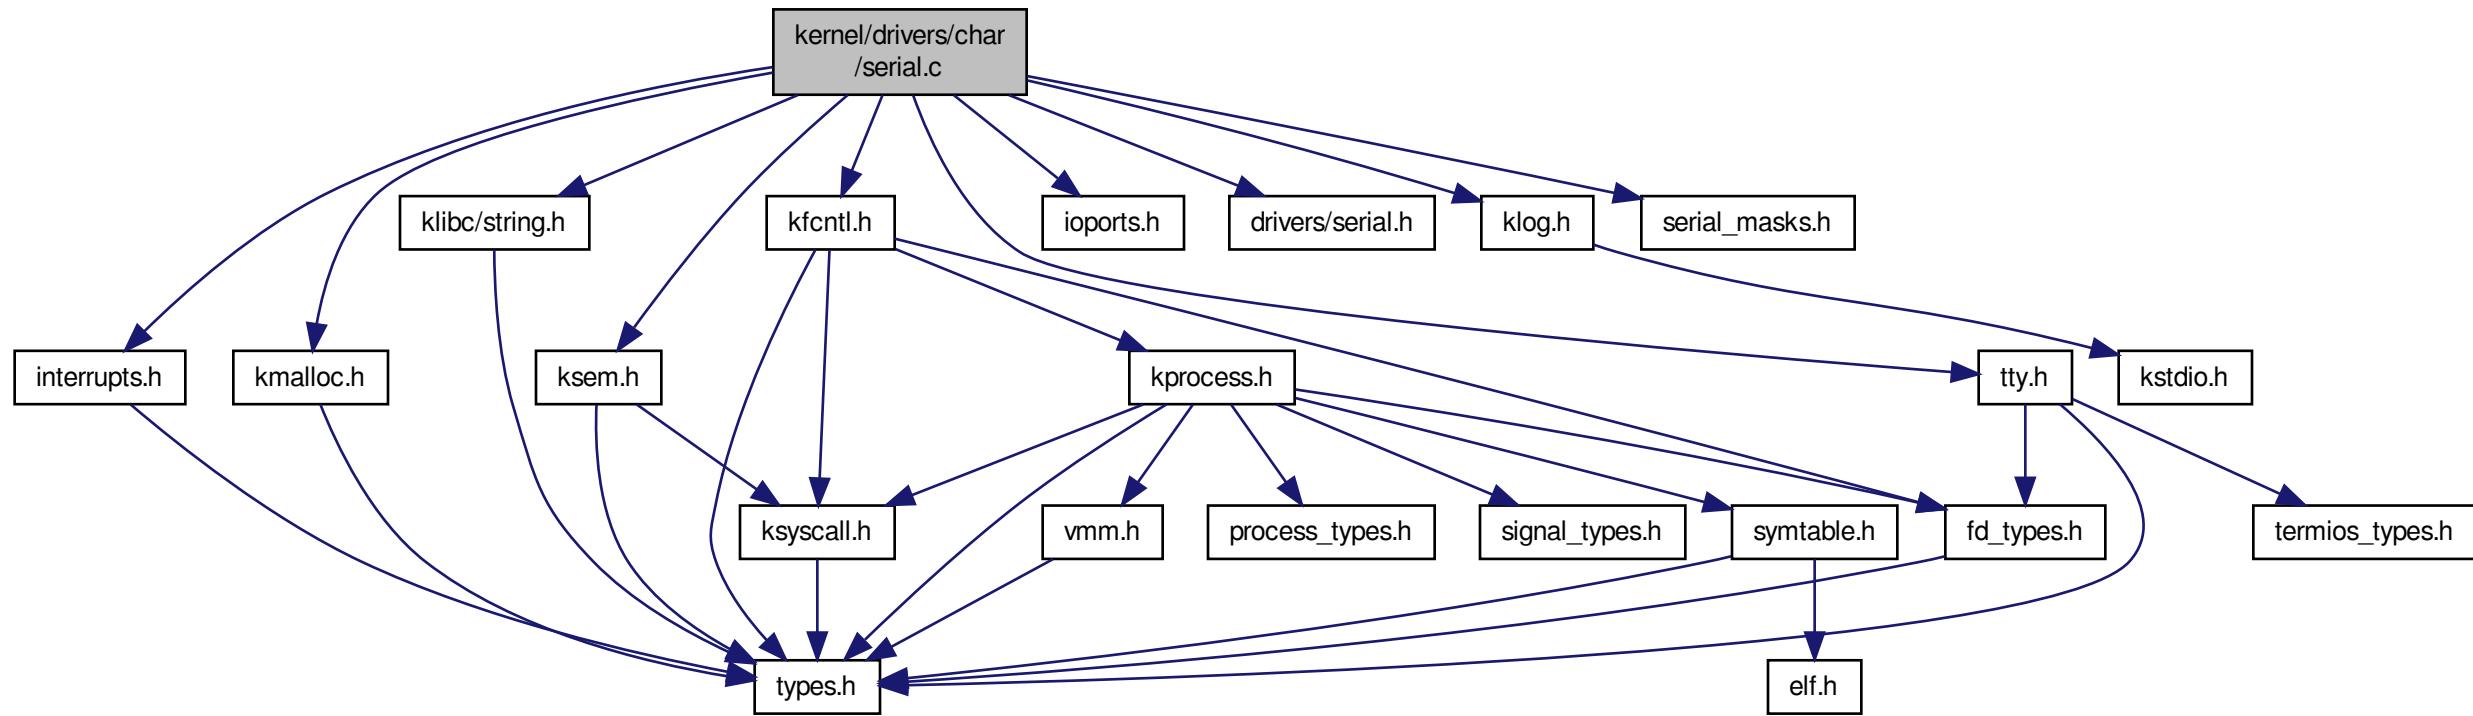 kernel/drivers/char
/serial.c
klibc/string.h
kfcntl.h
ioports.h
drivers/serial.h
klog.h
serial_masks.h
interrupts.h
kmalloc.h
ksem.h
kprocess.h
tty.h
kstdio.h
ksyscall.h
vmm.h
process_types.h
signal_types.h
symtable.h
fd_types.h
termios_types.h
types.h
elf.h